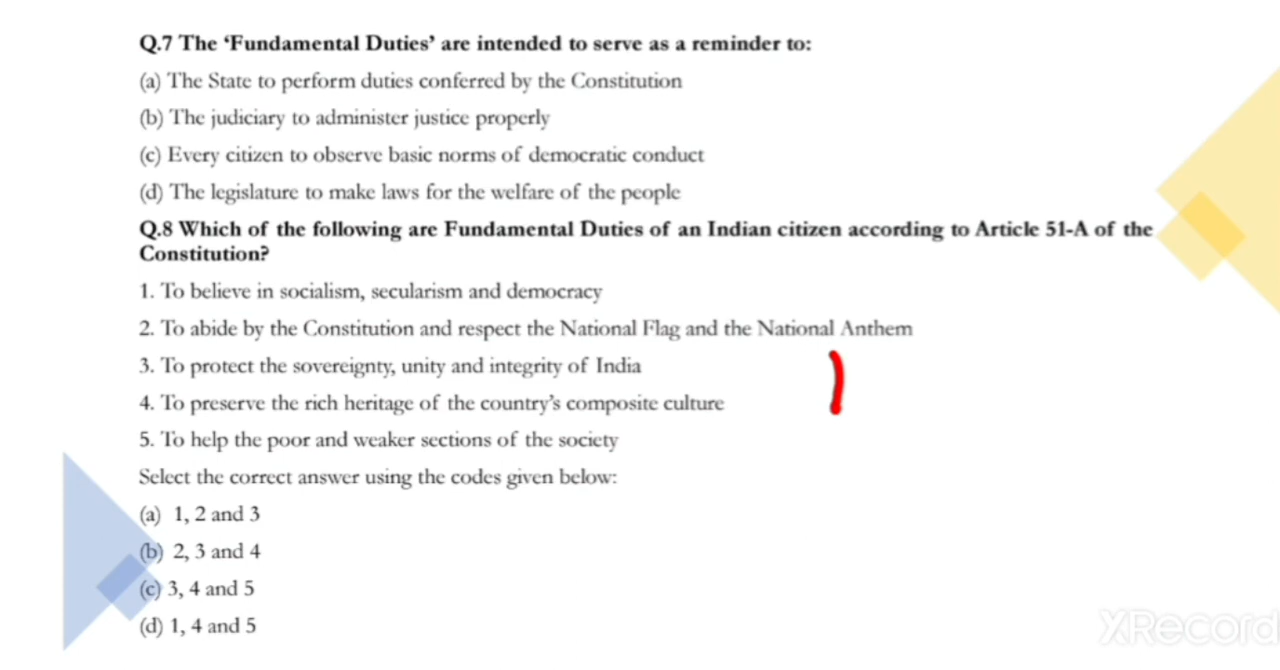 Q.7 The ‘Fundamental Duties’ are intended to serve as a reminder to:
(a) The State to perform duties conferred by the Constitution
(b) The judiciary to administer justice properly
(c) Every citizen to observe basic norms of democratic conduct
(d) The legislature to make laws for the welfare of the people
Q.8 Which of the following are Fundamental Duties of an Indian citizen according to Article 51-A of the
Constitution?
1. To believe in socialism, secularism and democracy
2. To abide by the Constitution and respect the National Flag and the National Anthem
3. To protect the sovereignty, unity and integrity of India
4. To preserve the rich heritage of the country’s composite culture
5. To help the poor and weaker sections of the society
Select the correct answer using the codes given below:
(a) 1, 2 and 3
(b) 2, 3 and 4
(c) 3, 4 and 5
(d) 1, 4 and 5
XRecord